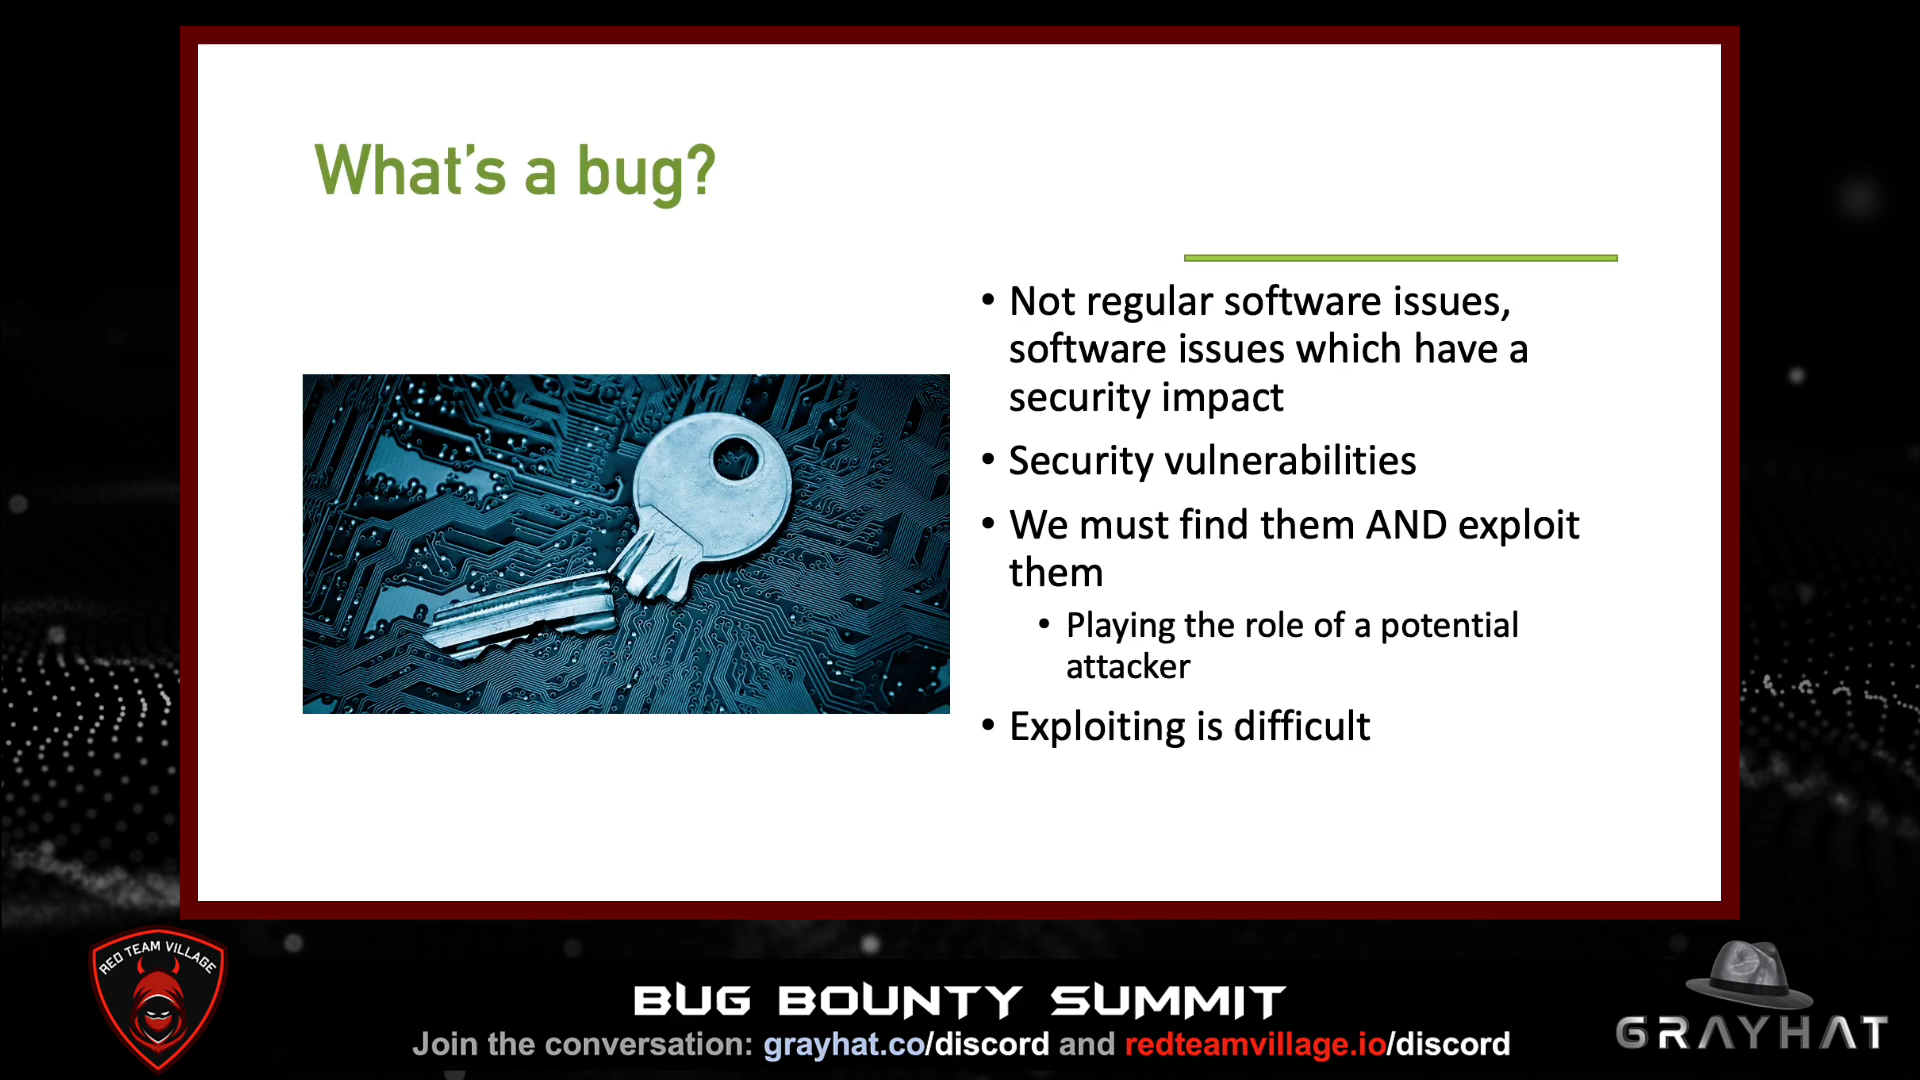 What's a bug?
• Not regular software issues,
software issues which have a
security impact
• Security vulnerabilities
• We must find them AND exploit
them
• Playing the role of a potential
attacker
• Exploiting is difficult
RED TEAM VILLAGE
BUG BOUNTY SUMMIT
Join the conversation: grayhat.co/discord and redteamvillage.io/discord
GRAYHAT